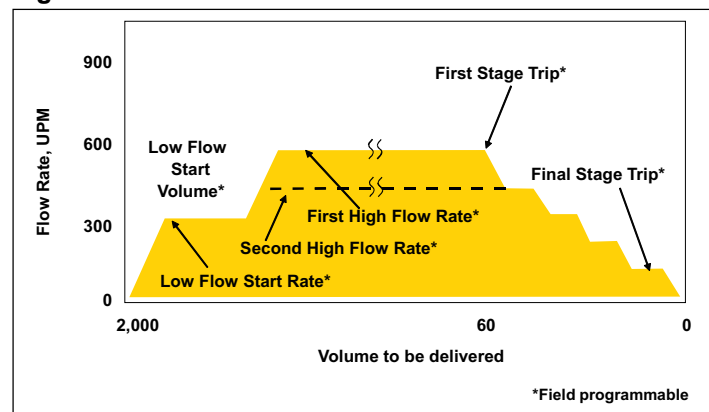 900
600
300
0
Flow Rate, UPM
Low Flow
Start
Volume*
First Stage Trip*
Final Stage Trip*
First High Flow Rate*
Second High Flow Rate*
Low Flow Start Rate*
2,000
60
0
Volume to be delivered
*Field programmable